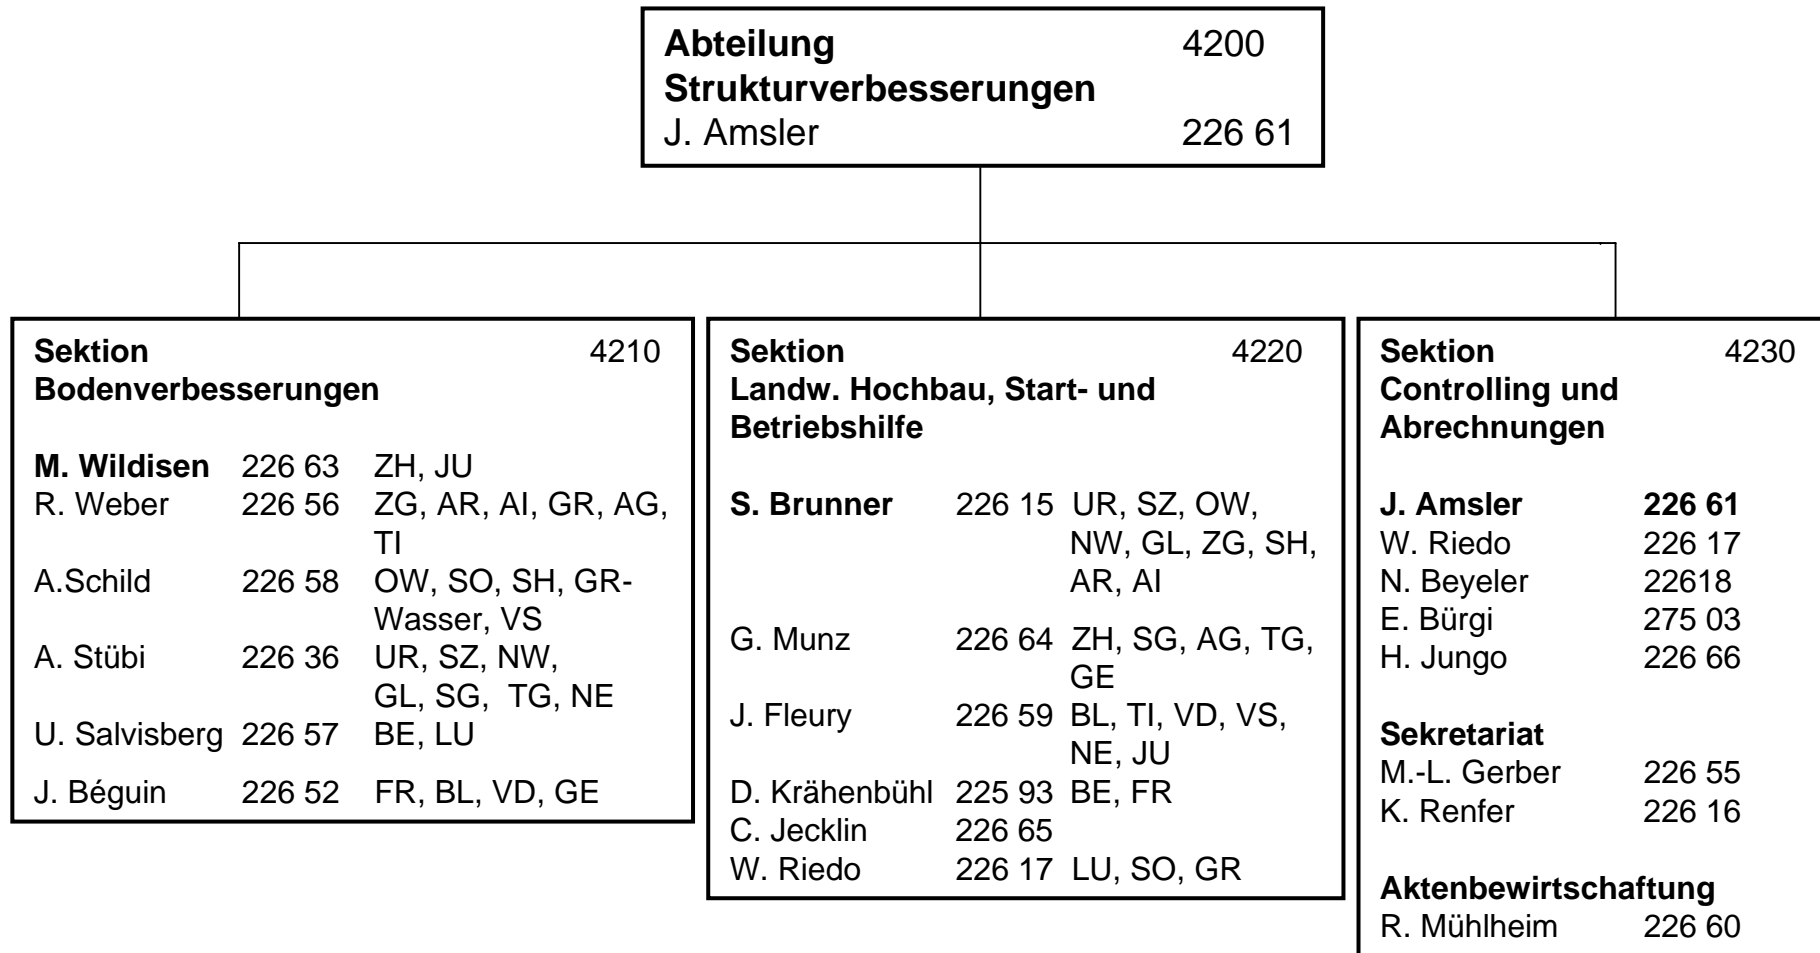 Abteilung 4200
Strukturverbesserungen
J. Amsler 226 61
Sektion 4210
Bodenverbesserungen
M. Wildisen 226 63 ZH, JU
R. Weber 226 56 ZG, AR, AI, GR, AG,
TI
A.Schild 226 58 OW, SO, SH, GR-
Wasser, VS
A. Stübi 226 36 UR, SZ, NW,
GL, SG, TG, NE
U. Salvisberg 226 57 BE, LU
J. Béguin 226 52 FR, BL, VD, GE
Sektion 4220
Landw. Hochbau, Start- und
Betriebshilfe
S. Brunner 226 15 UR, SZ, OW,
NW, GL, ZG, SH,
AR, AI
G. Munz 226 64 ZH, SG, AG, TG,
GE
J. Fleury 226 59 BL, TI, VD, VS,
NE, JU
D. Krähenbühl 225 93 BE, FR
C. Jecklin 226 65
W. Riedo 226 17 LU, SO, GR
Sektion 4230
Controlling und
Abrechnungen
J. Amsler 226 61
W. Riedo 226 17
N. Beyeler 22618
E. Bürgi 275 03
H. Jungo 226 66
Sekretariat
M.-L. Gerber 226 55
K. Renfer 226 16
Aktenbewirtschaftung
R. Mühlheim 226 60